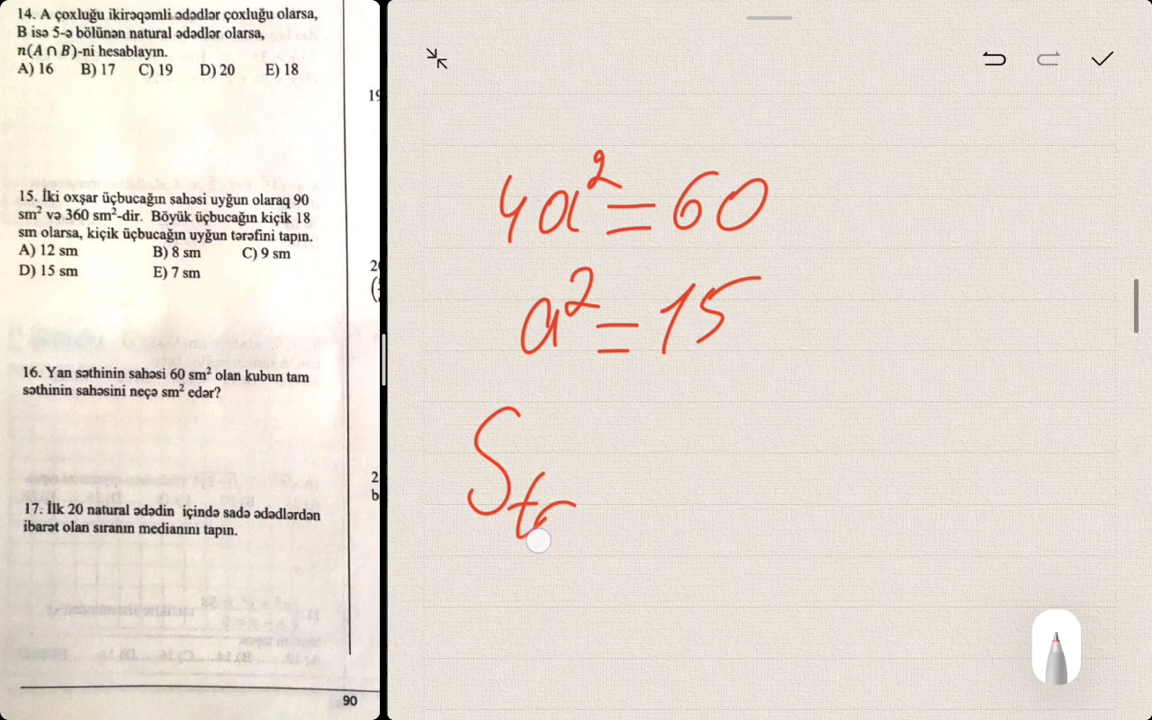 14. A çoxluğu ikirəqəmli ədədlər çoxluğu olarsa,
B isə 5-ə bölünən natural ədədlər olarsa,
n(A ∩ B)-ni hesablayın.
A) 16 B) 17 C) 19 D) 20 E) 18
19
15. İki oxşar üçbucağın sahəsi uyğun olaraq 90
sm² və 360 sm²-dir. Böyük üçbucağın kiçik 18
sm olarsa, kiçik üçbucağın uyğun tərəfini tapın.
A) 12 sm B) 8 sm C) 9 sm
D) 15 sm E) 7 sm
16. Yan səthinin sahəsi 60 sm² olan kubun tam
səthinin sahəsini neçə sm² edər?
17. İlk 20 natural ədədin içində sadə ədədlərdən
ibarət olan sıranın medianını tapın.
90
4a² = 60
a² = 15